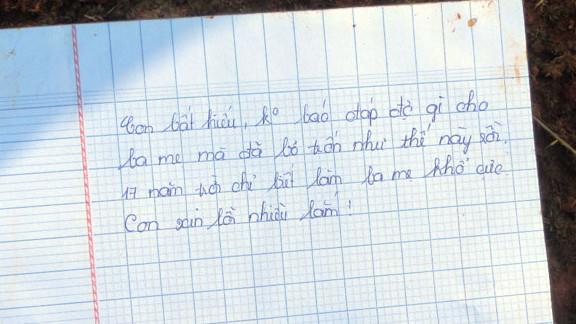 Con bất hiếu, k° báo đáp đc gì cho
ba mẹ mà đã bỏ trốn như thế này rồi.
17 năm trời chỉ biết làm ba mẹ khổ cực
Con xin lỗi nhiều lắm!